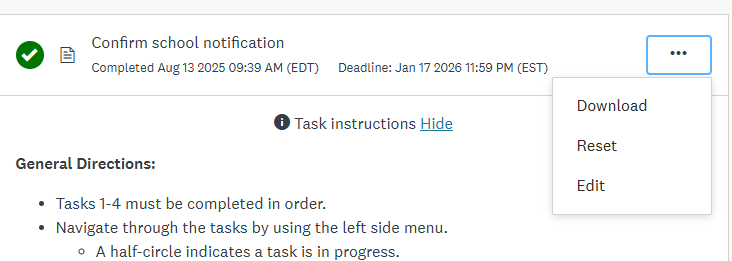 Confirm school notification
Completed Aug 13 2025 09:39 AM (EDT) Deadline: Jan 17 2026 11:59 PM (EST)
•••
Download
Reset
Edit
Task instructions Hide
General Directions:
• Tasks 1-4 must be completed in order.
• Navigate through the tasks by using the left side menu.
○ A half-circle indicates a task is in progress.